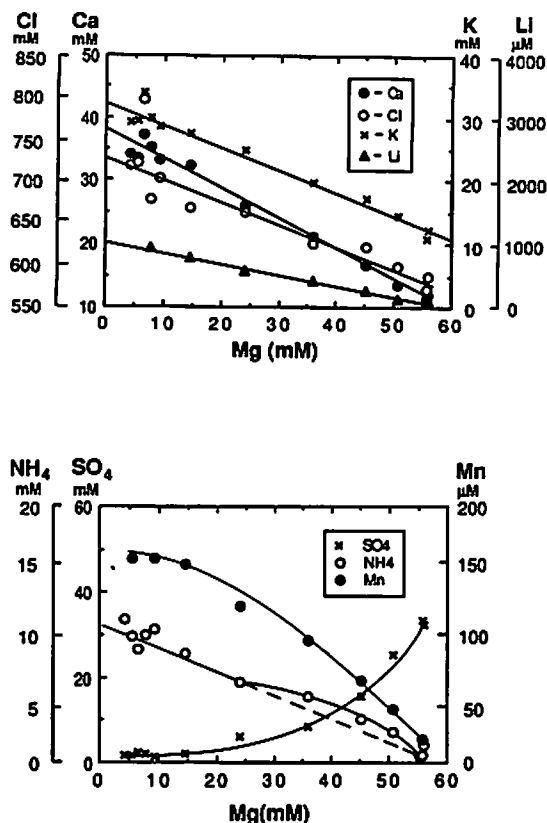 Cl Ca K Li
mM mM mM μM
850 50 40 4000
800
750 40 30 3000
700 30 20 2000
650
600 20 10 1000
550 10 0 0
0 10 20 30 40 50 60
Mg (mM)
- Ca
- Cl
- K
- Li
NH4 SO4 Mn
mM mM μM
20 60 200
15 40 150
10 100
5 20 50
0 0 0
0 10 20 30 40 50 60
Mg(mM)
SO4
NH4
Mn